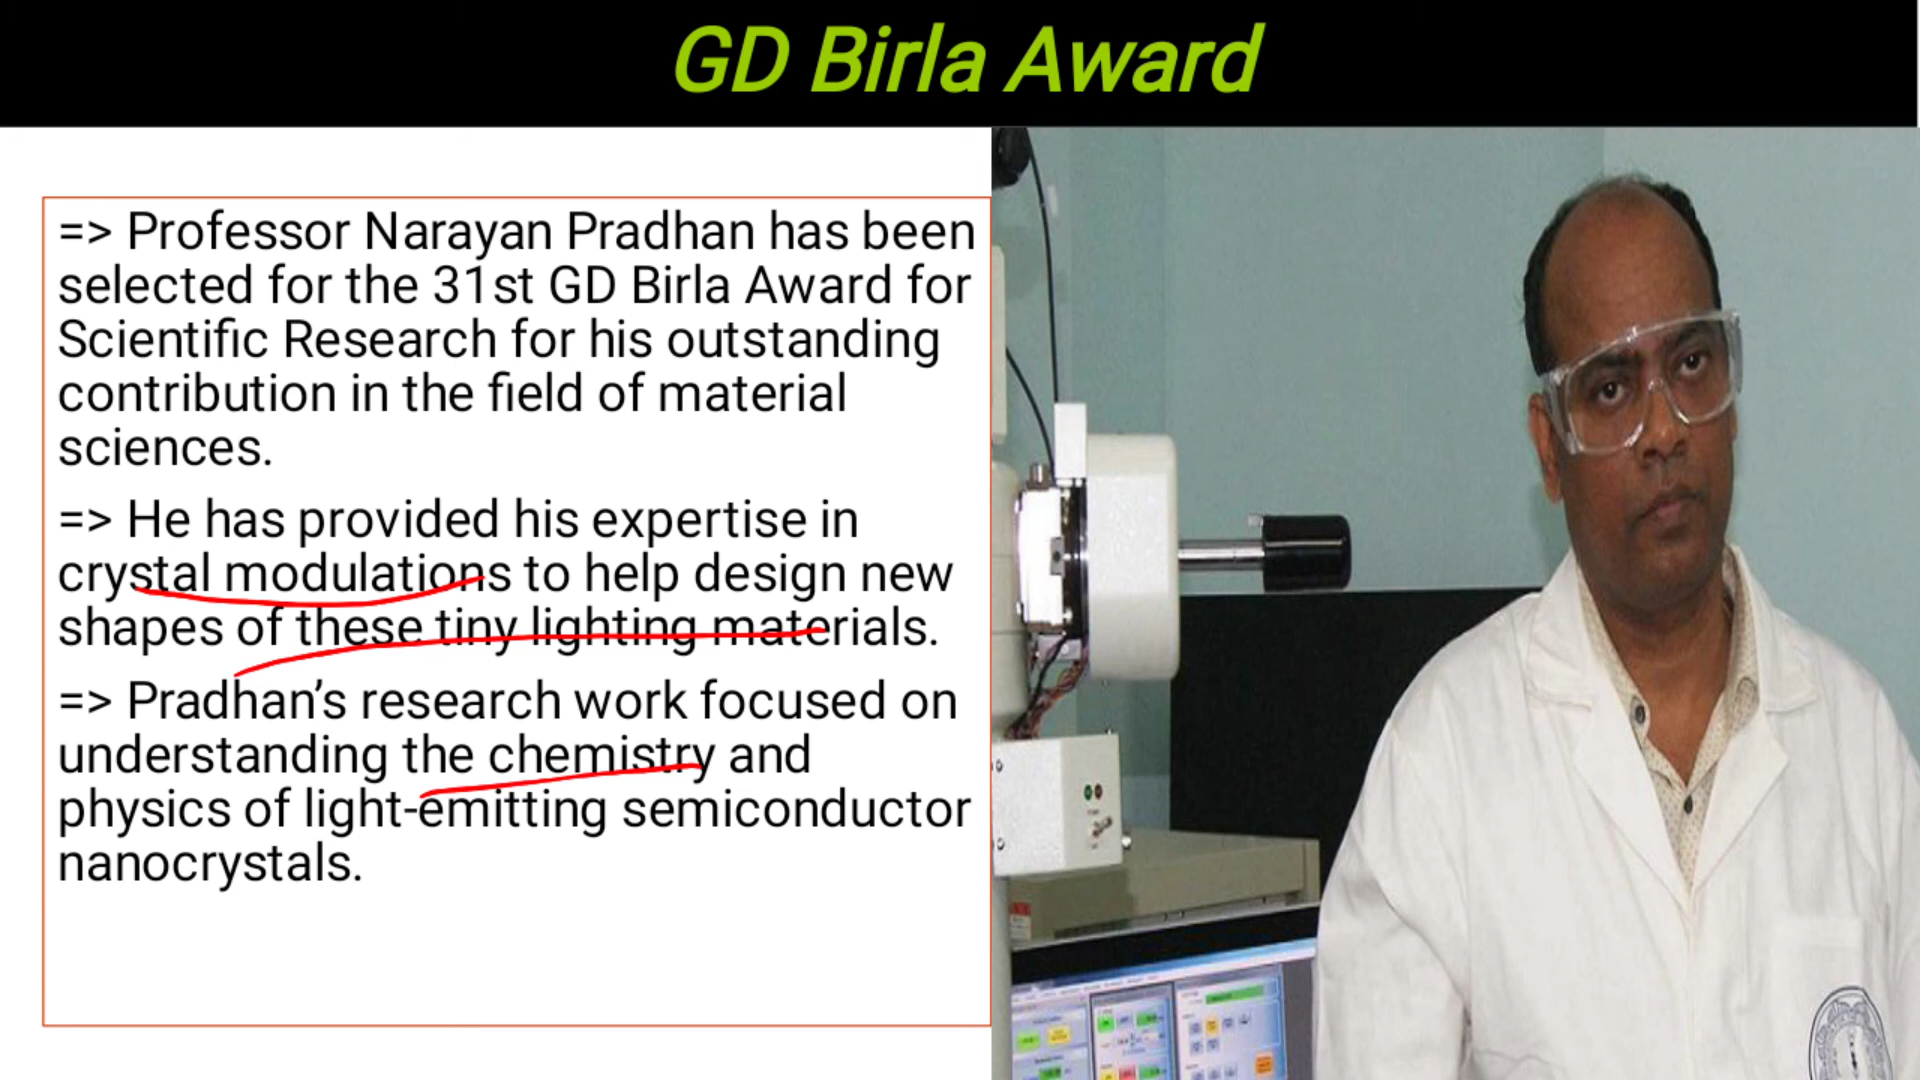 GD Birla Award
=> Professor Narayan Pradhan has been
selected for the 31st GD Birla Award for
Scientific Research for his outstanding
contribution in the field of material
sciences.
=> He has provided his expertise in
crystal modulations to help design new
shapes of these tiny lighting materials.
=> Pradhan’s research work focused on
understanding the chemistry and
physics of light-emitting semiconductor
nanocrystals.